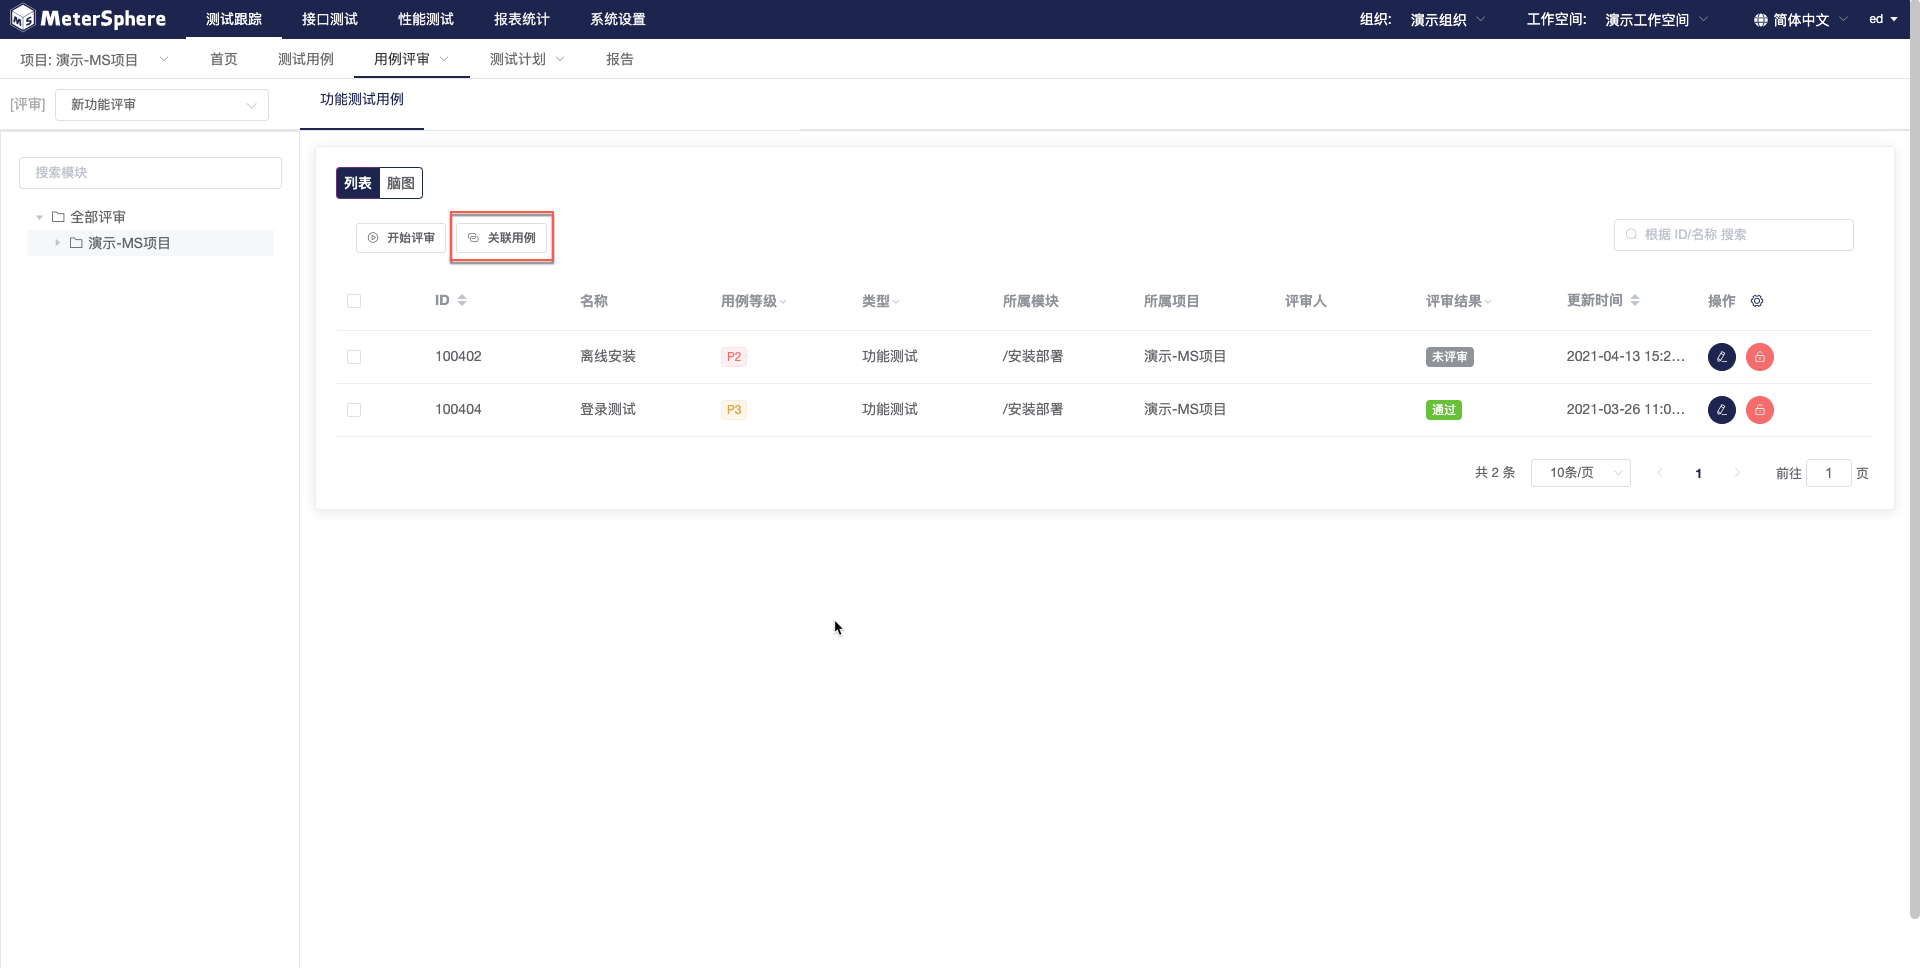 MeterSphere 测试跟踪 接口测试 性能测试 报表统计 系统设置 组织: 演示组织 工作空间: 演示工作空间 简体中文 ed
项目: 演示-MS项目 首页 测试用例 用例评审 测试计划 报告
[评审] 新功能评审 功能测试用例
搜索模块
全部评审
演示-MS项目
列表 脑图
开始评审 关联用例 根据 ID/名称 搜索
ID 名称 用例等级 类型 所属模块 所属项目 评审人 评审结果 更新时间 操作
100402 离线安装 P2 功能测试 /安装部署 演示-MS项目 未评审 2021-04-13 15:2...
100404 登录测试 P3 功能测试 /安装部署 演示-MS项目 通过 2021-03-26 11:0...
共 2 条 10条/页 1 前往 1 页